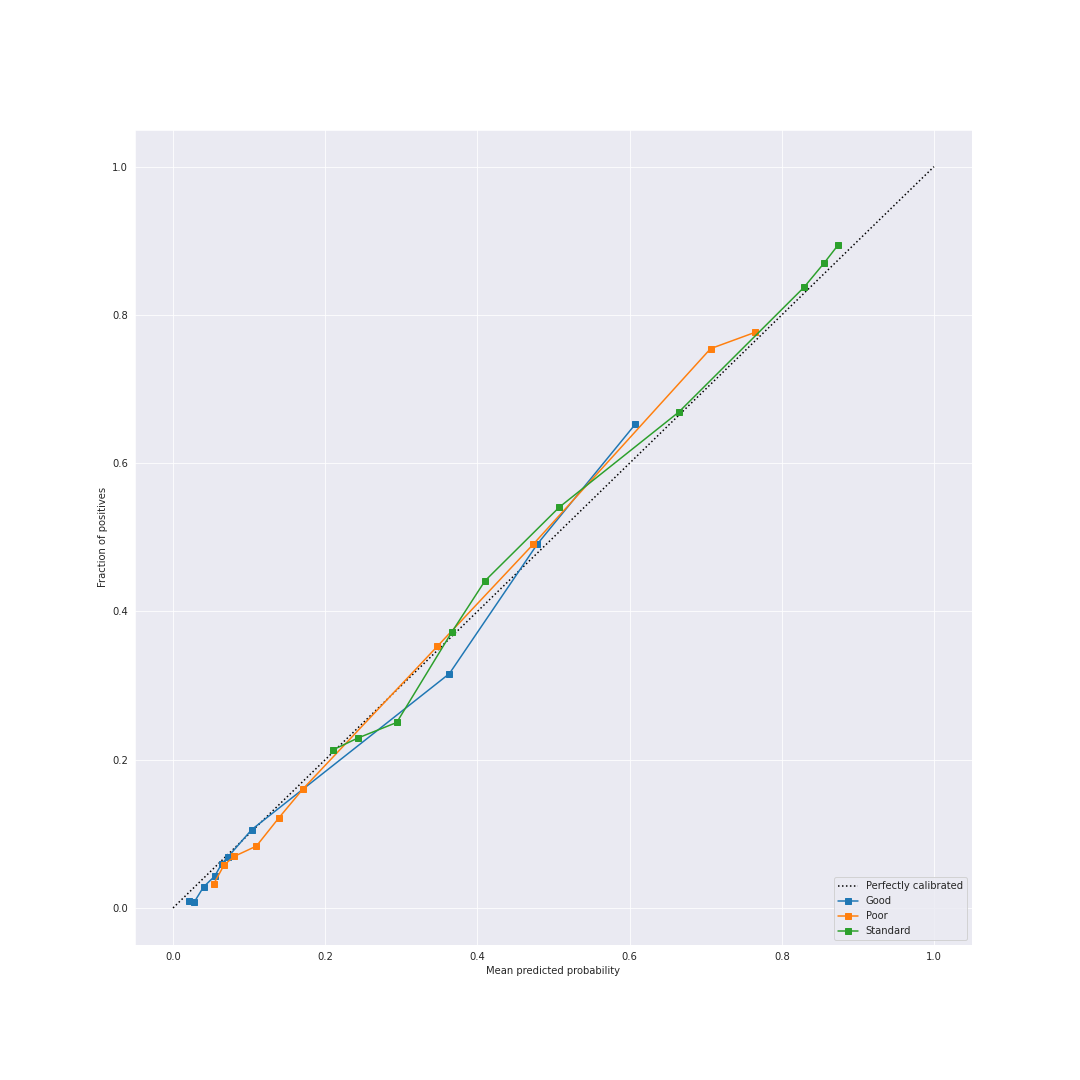 1.0
0.8
0.6
0.4
0.2
0.0
Fraction of positives
0.0 0.2 0.4 0.6 0.8 1.0
Mean predicted probability
Perfectly calibrated
Good
Poor
Standard